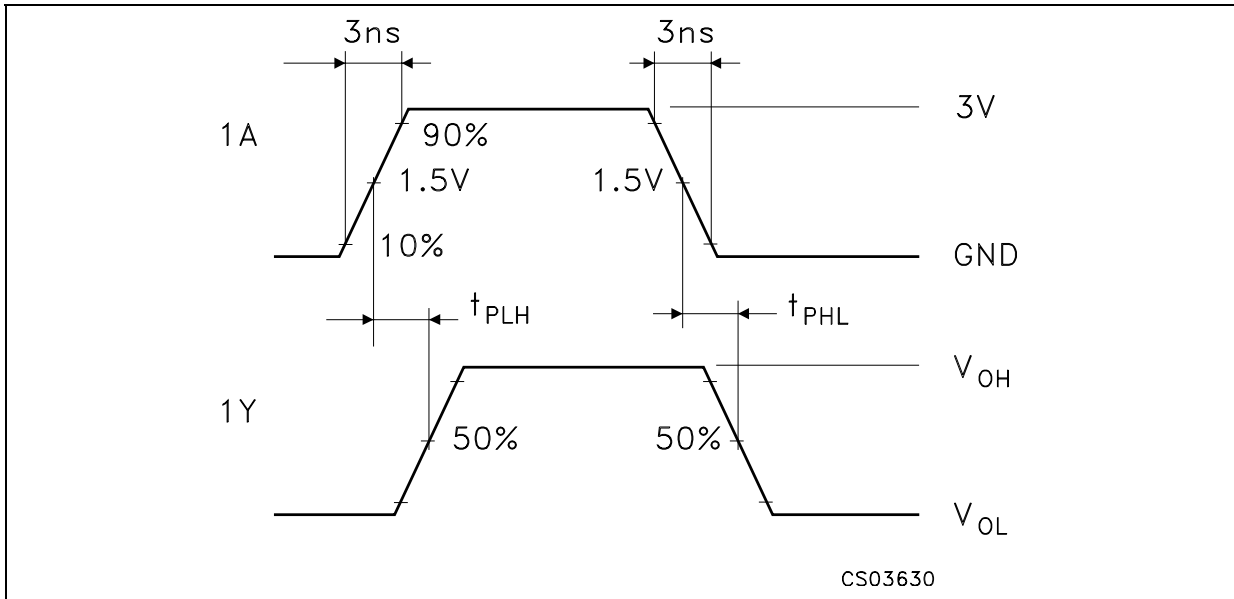 3ns 3ns
3V
1A
90%
1.5V 1.5V
10%
GND
tPLH tPHL
VOH
1Y
50% 50%
VOL
CS03630